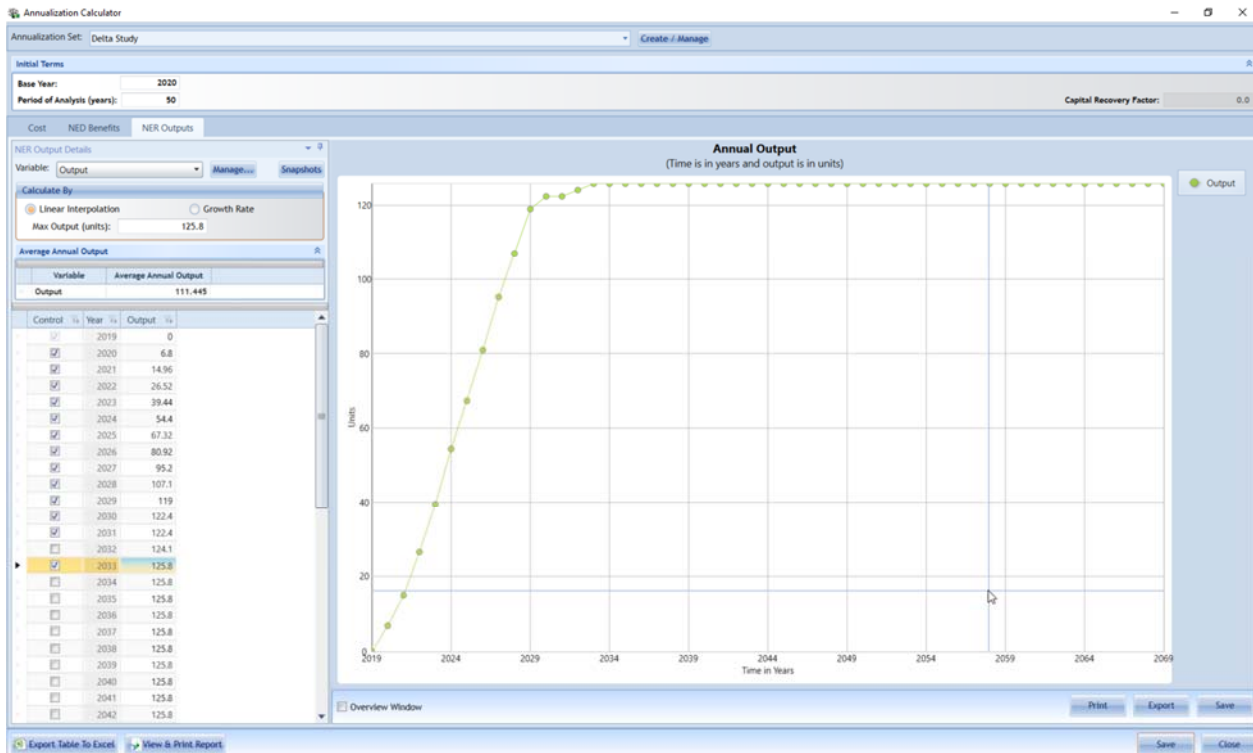 Annualization Calculator
Annualization Set: Delta Study Create / Manage
Initial Terms
Base Year: 2020
Period of Analysis (years): 50 Capital Recovery Factor: 0.0
Cost NED Benefits NER Outputs
NER Output Details
Variable: Output Manage... Snapshots
Calculate By
Linear Interpolation Growth Rate
Max Output (units): 125.8
Average Annual Output
Variable Average Annual Output
Output 111.445
Control Year Output
2019 0
2020 6.8
2021 14.96
2022 26.52
2023 39.44
2024 54.4
2025 67.32
2026 80.92
2027 95.2
2028 107.1
2029 119
2030 122.4
2031 122.4
2032 124.1
2033 125.8
2034 125.8
2035 125.8
2036 125.8
2037 125.8
2038 125.8
2039 125.8
2040 125.8
2041 125.8
2042 125.8
Annual Output
(Time is in years and output is in units)
Output
120
100
80
60
40
20
0
Units
2019 2024 2029 2034 2039 2044 2049 2054 2059 2064 2069
Time in Years
Overview Window Print Export Save
Export Table To Excel View & Print Report Save Close